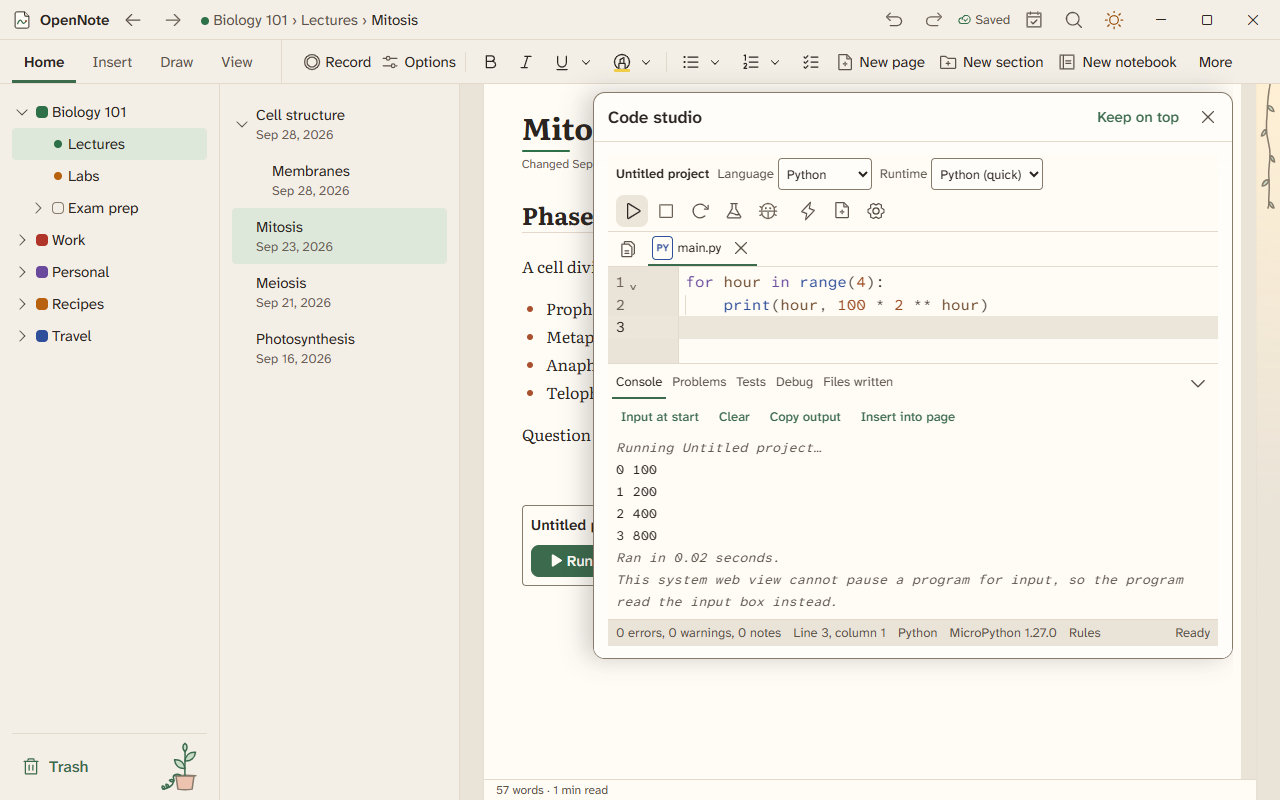 OpenNote
Biology 101 › Lectures › Mitosis
Saved
Home Insert Draw View
Record Options
B I U A
New page New section New notebook More
Biology 101
Lectures
Labs
Exam prep
Work
Personal
Recipes
Travel
Trash
Cell structure
Sep 28, 2026
Membranes
Sep 28, 2026
Mitosis
Sep 23, 2026
Meiosis
Sep 21, 2026
Photosynthesis
Sep 16, 2026
Mito
Changed Sep
Phase
A cell divi
Proph
Metap
Anaph
Telop
Question
Untitled
Run
57 words · 1 min read
Code studio
Keep on top
Untitled project Language Python Runtime Python (quick)
PY main.py
1 for hour in range(4):
2 print(hour, 100 * 2 ** hour)
3
Console Problems Tests Debug Files written
Input at start Clear Copy output Insert into page
Running Untitled project…
0 100
1 200
2 400
3 800
Ran in 0.02 seconds.
This system web view cannot pause a program for input, so the program
read the input box instead.
0 errors, 0 warnings, 0 notes Line 3, column 1 Python MicroPython 1.27.0 Rules Ready